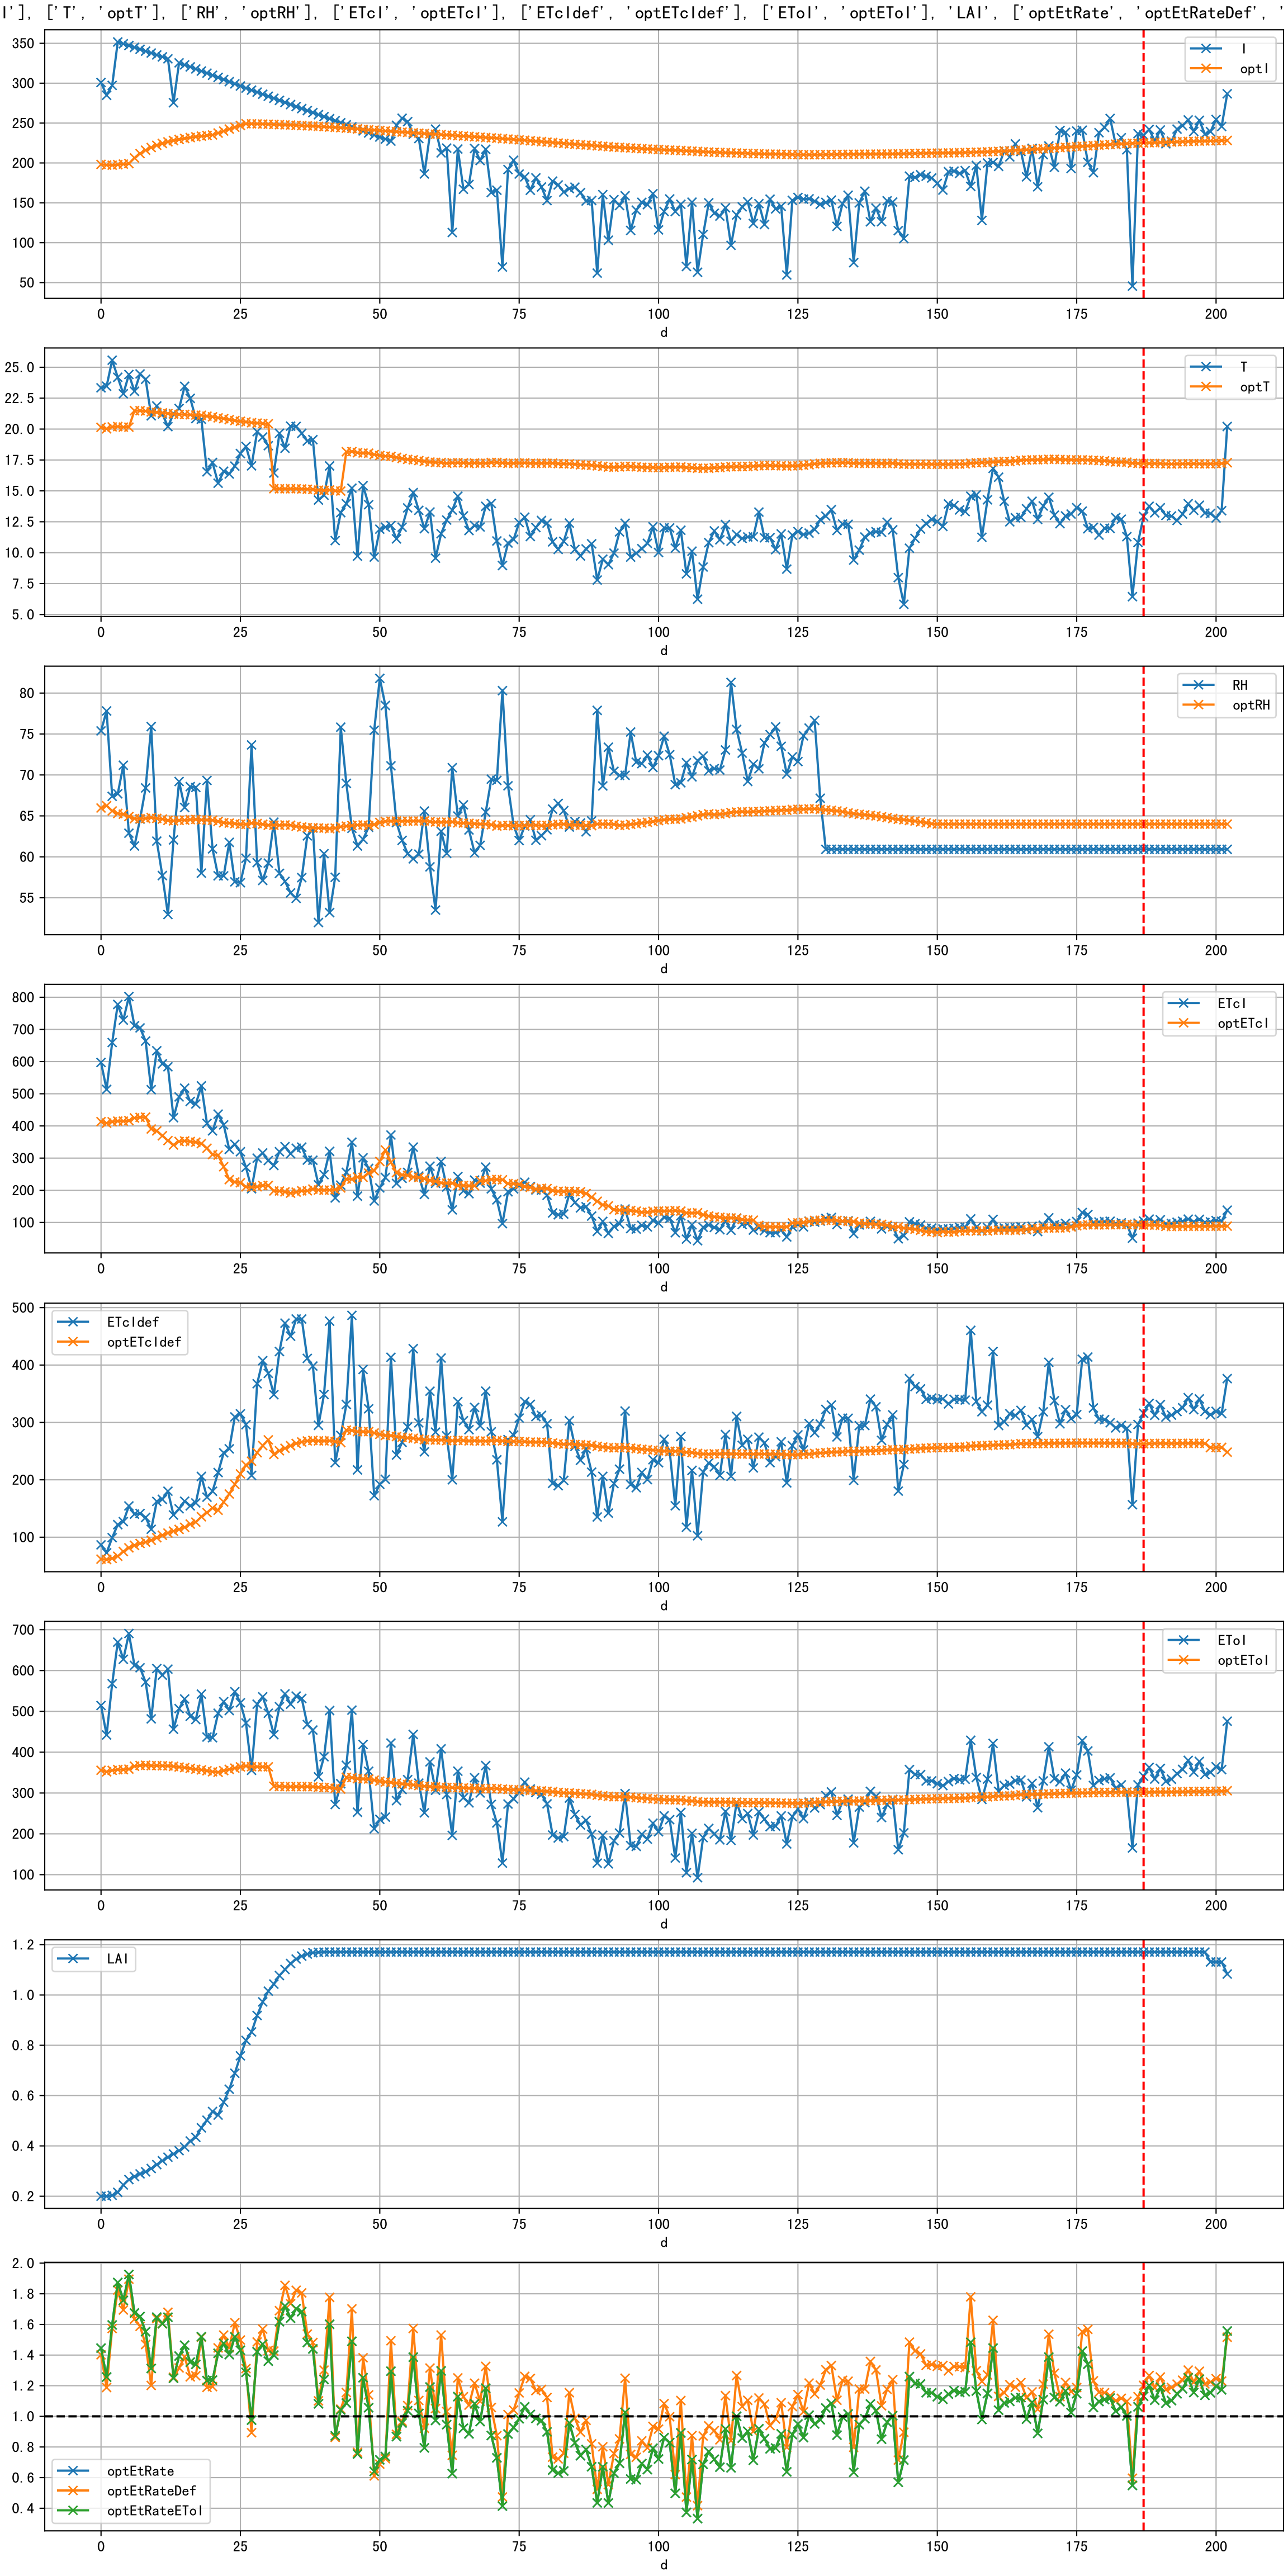 I'], ['T', 'optT'], ['RH', 'optRH'], ['ETcI', 'optETcI'], ['ETcIdef', 'optETcIdef'], ['EToI', 'optEToI'], 'LAI', ['optEtRate', 'optEtRateDef', '
350
300
250
200
150
100
50
I
optI
0 25 50 75 100 125 150 175 200
d
25.0
22.5
20.0
17.5
15.0
12.5
10.0
7.5
5.0
T
optT
0 25 50 75 100 125 150 175 200
d
80
75
70
65
60
55
RH
optRH
0 25 50 75 100 125 150 175 200
d
800
700
600
500
400
300
200
100
ETcI
optETcI
0 25 50 75 100 125 150 175 200
d
500
400
300
200
100
ETcIdef
optETcIdef
0 25 50 75 100 125 150 175 200
d
700
600
500
400
300
200
100
EToI
optEToI
0 25 50 75 100 125 150 175 200
d
1.2
1.0
0.8
0.6
0.4
0.2
LAI
0 25 50 75 100 125 150 175 200
d
2.0
1.8
1.6
1.4
1.2
1.0
0.8
0.6
0.4
optEtRate
optEtRateDef
optEtRateEToI
0 25 50 75 100 125 150 175 200
d